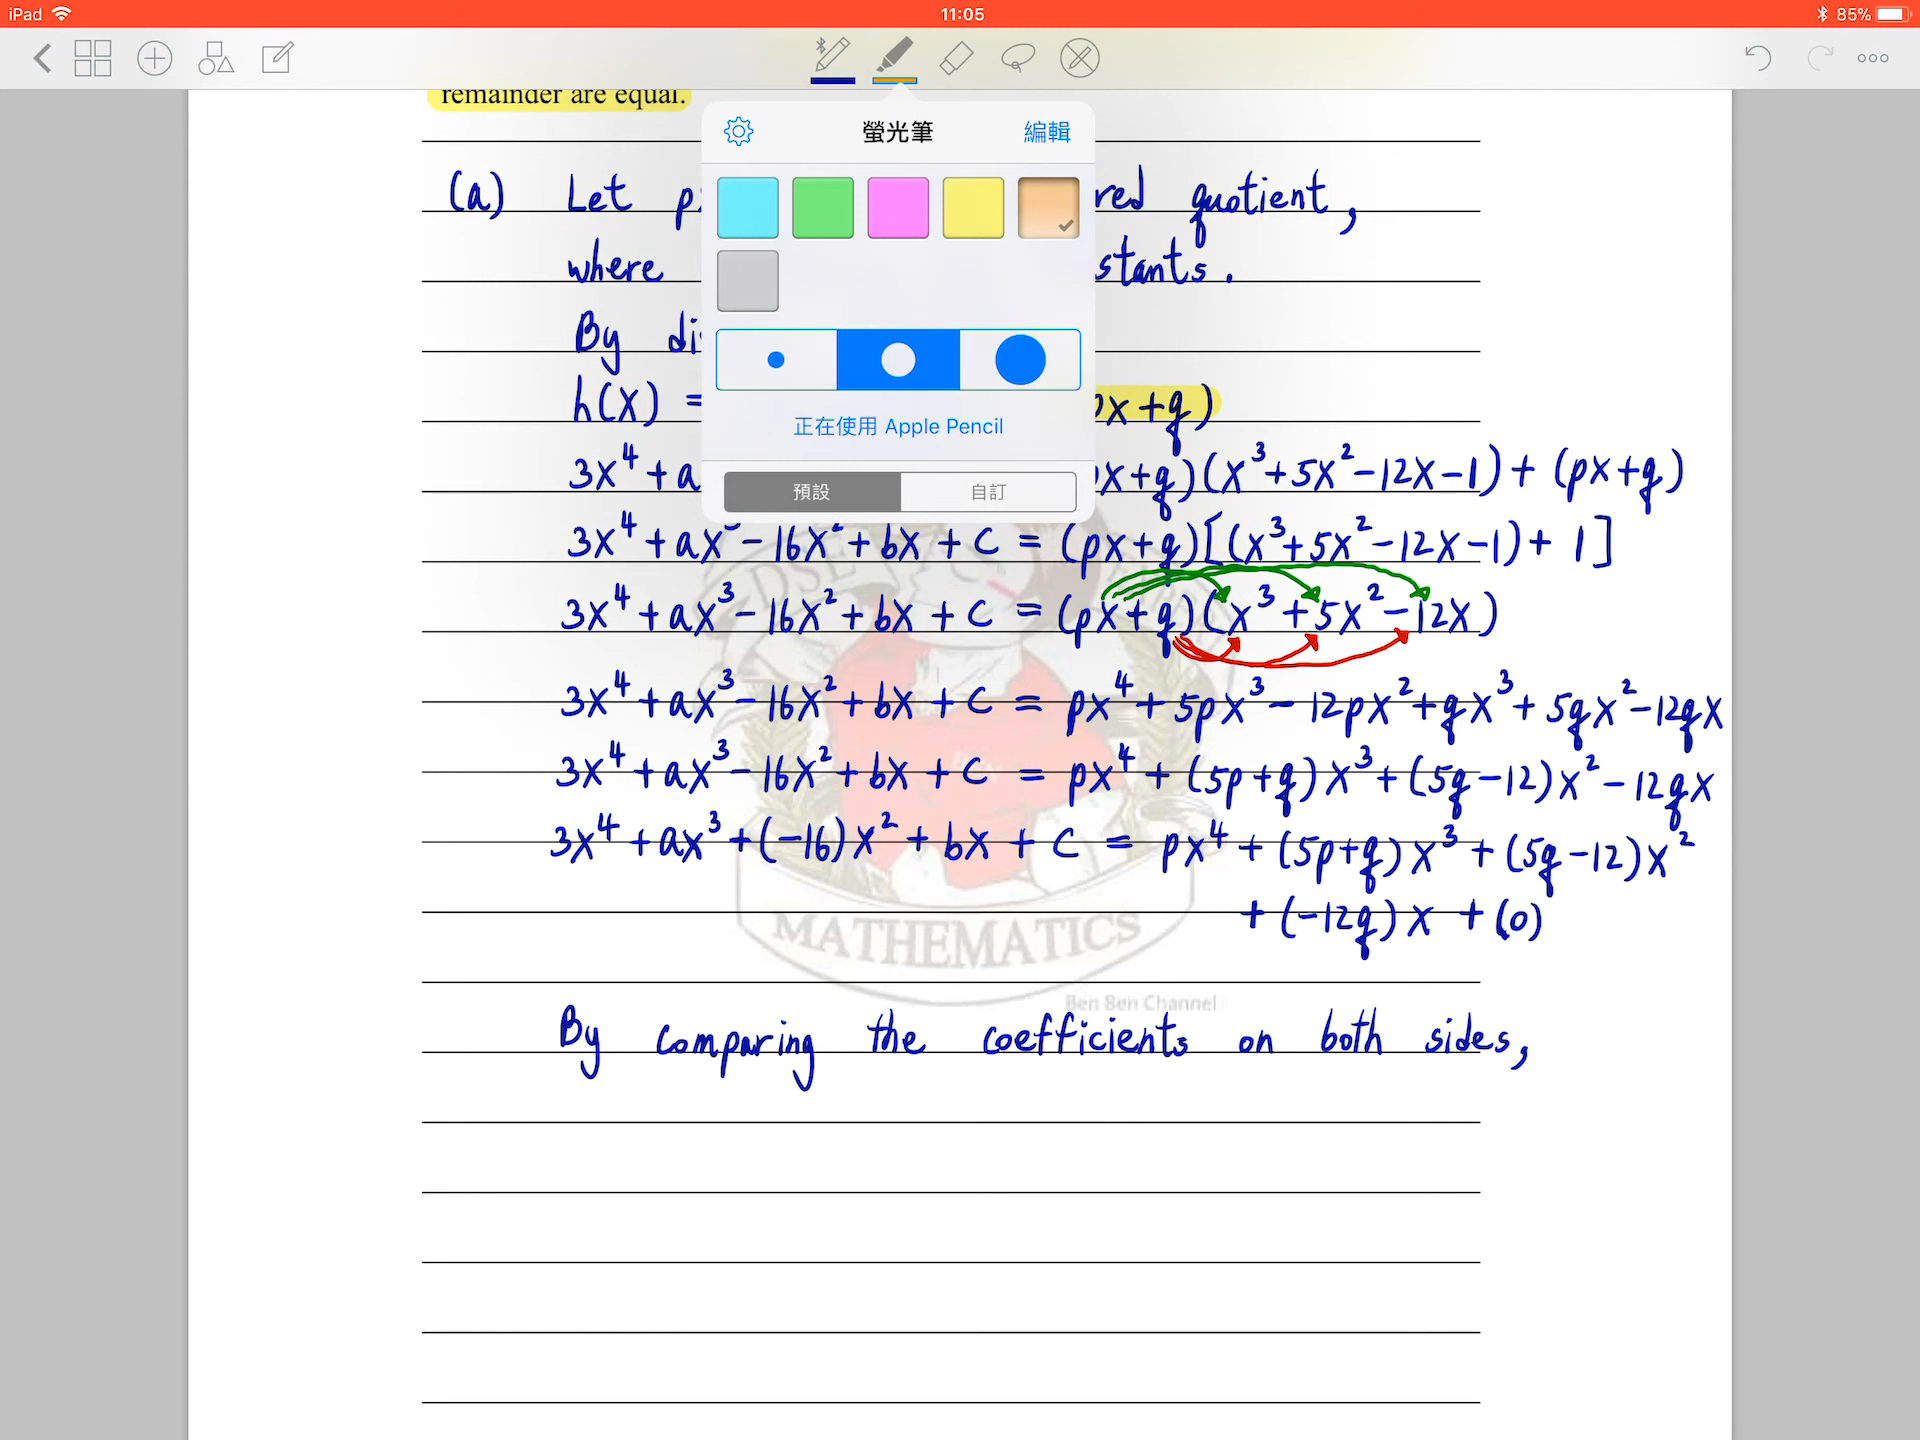 iPad 11:05 85%
remainder are equal.
螢光筆 編輯
(a) Let red quotient,
where stants.
By di
h(x) = px+q)
正在使用 Apple Pencil
3x⁴+a px+q)(x³+5x²-12x-1)+(px+q)
預設 自訂
3x⁴+ax³-16x²+bx+c = (px+q)[(x³+5x²-12x-1)+1]
3x⁴+ax³-16x²+bx+c = (px+q)(x³+5x²-12x)
3x⁴+ax³-16x²+bx+c = px⁴+5px³-12px²+qx³+5qx²-12qx
3x⁴+ax³-16x²+bx+c = px⁴+(5p+q)x³+(5q-12)x²-12qx
3x⁴+ax³+(-16)x²+bx+c = px⁴+(5p+q)x³+(5q-12)x²
+(-12q)x+(0)
MATHEMATICS
Ben Ben Channel
By comparing the coefficients on both sides,